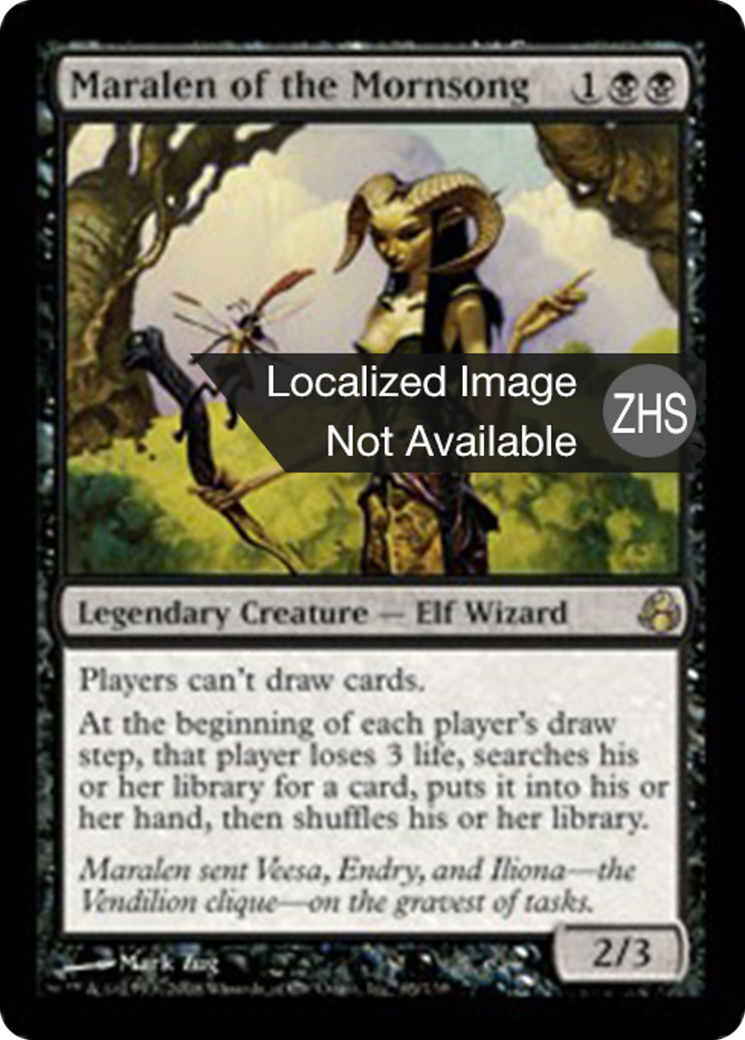 Maralen of the Mornsong 1
Localized Image
Not Available
ZHS
Legendary Creature — Elf Wizard
Players can't draw cards.
At the beginning of each player's draw
step, that player loses 3 life, searches his
or her library for a card, puts it into his or
her hand, then shuffles his or her library.
Maralen sent Veesa, Endry, and Iliona—the
Vendilion clique—on the gravest of tasks.
2/3
Mark Zug